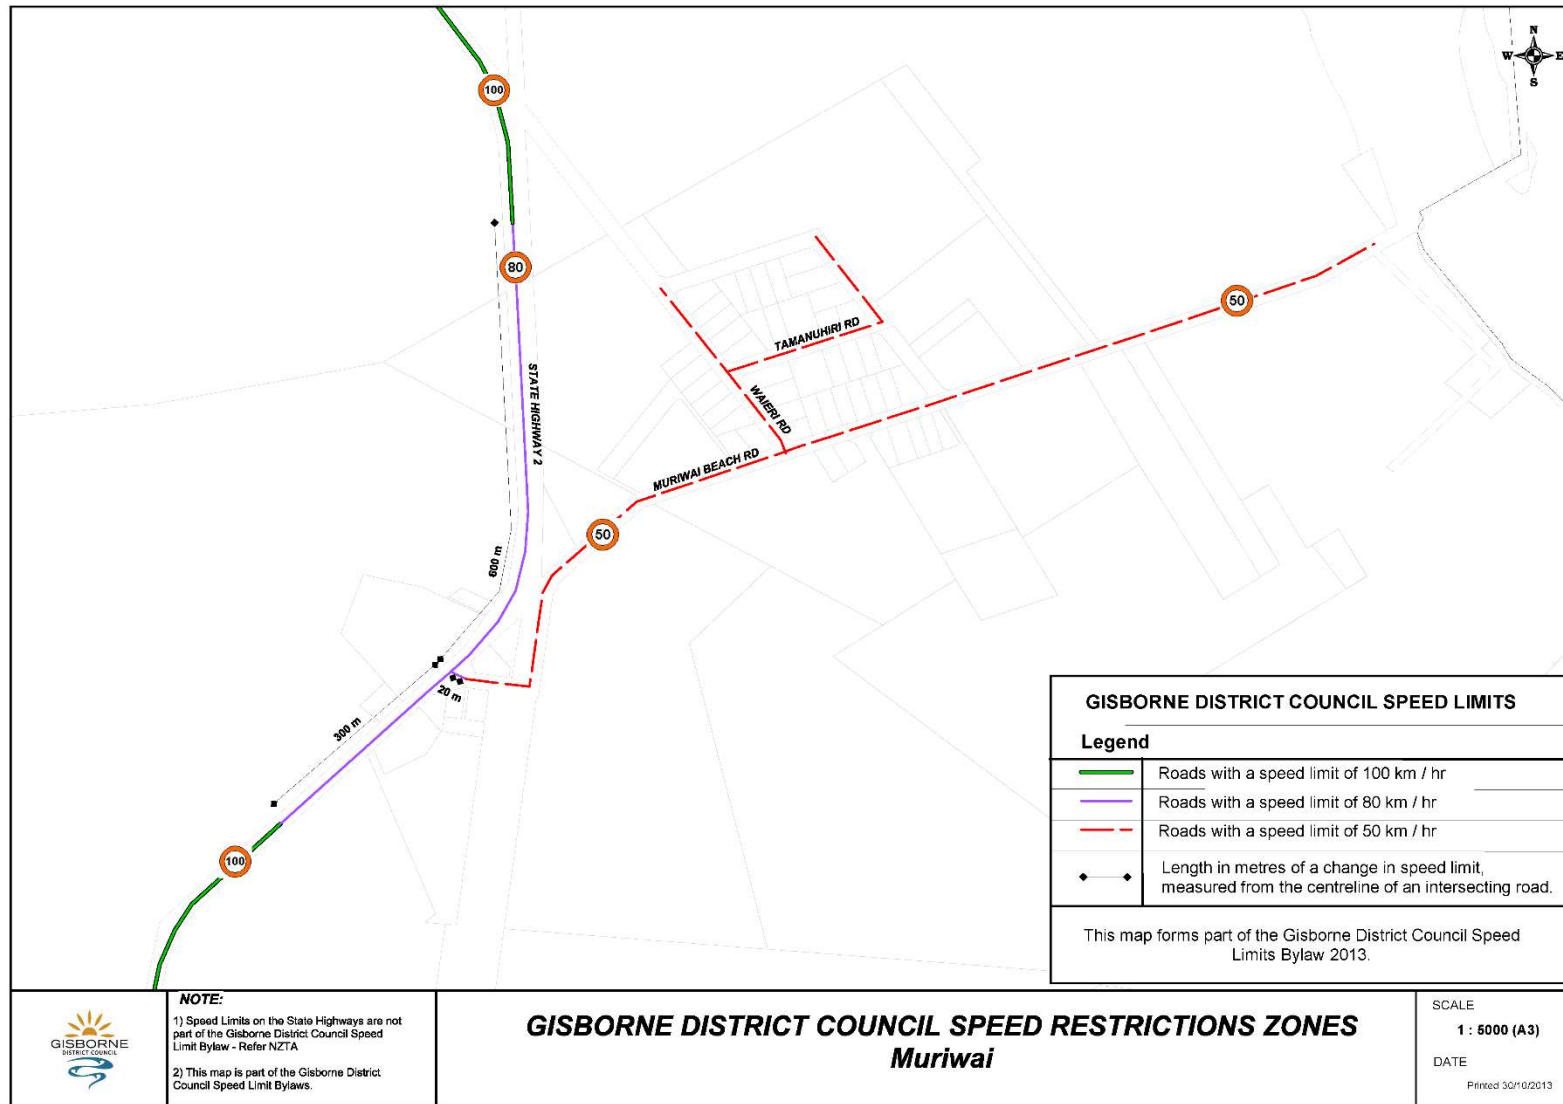 N
W E
S
100
80
STATE HIGHWAY 2
TAMANUHIRI RD
WAIERI RD
MURIWAI BEACH RD
50
50
600 m
20 m
300 m
100
GISBORNE DISTRICT COUNCIL SPEED LIMITS
Legend
Roads with a speed limit of 100 km / hr
Roads with a speed limit of 80 km / hr
Roads with a speed limit of 50 km / hr
Length in metres of a change in speed limit,
measured from the centreline of an intersecting road.
This map forms part of the Gisborne District Council Speed
Limits Bylaw 2013.
GISBORNE
DISTRICT COUNCIL
NOTE:
1) Speed Limits on the State Highways are not
part of the Gisborne District Council Speed
Limit Bylaw - Refer NZTA
2) This map is part of the Gisborne District
Council Speed Limit Bylaws.
GISBORNE DISTRICT COUNCIL SPEED RESTRICTIONS ZONES
Muriwai
SCALE
1 : 5000 (A3)
DATE
Printed 30/10/2013